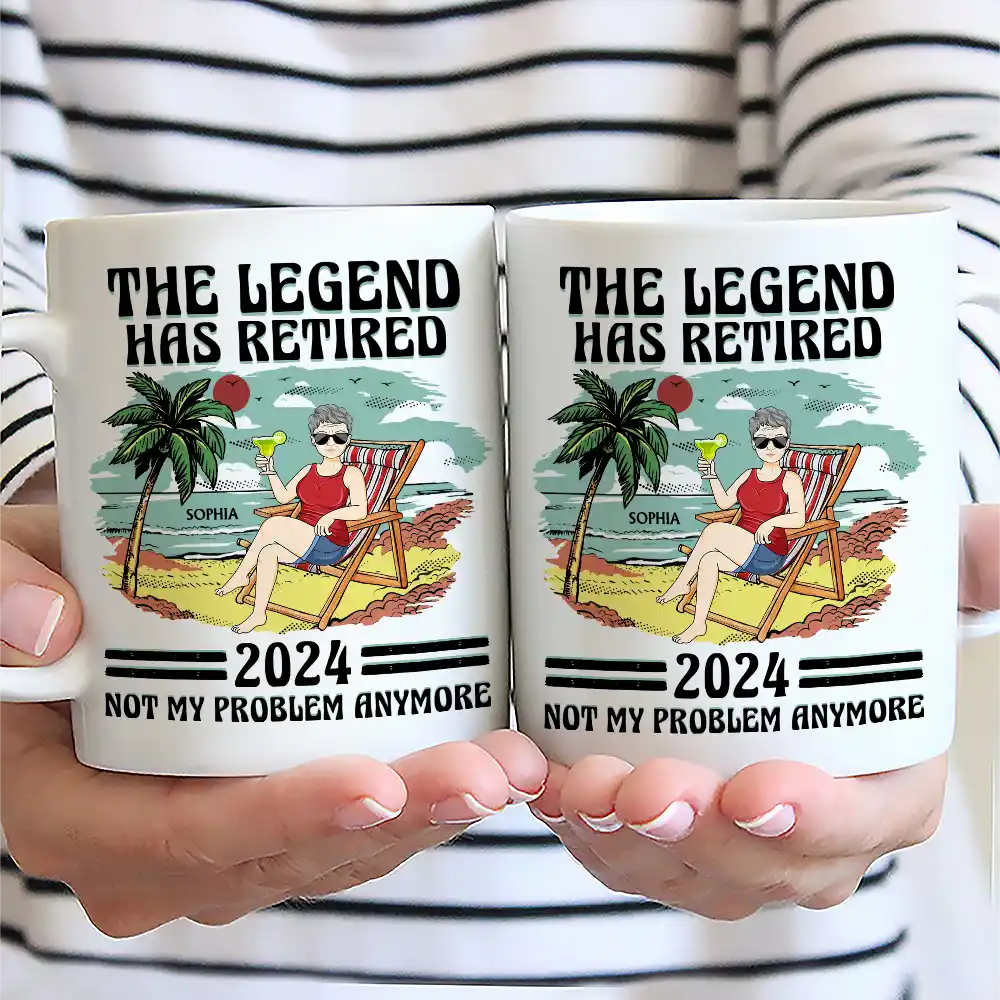 THE LEGEND
HAS RETIRED
SOPHIA
2024
NOT MY PROBLEM ANYMORE
THE LEGEND
HAS RETIRED
SOPHIA
2024
NOT MY PROBLEM ANYMORE